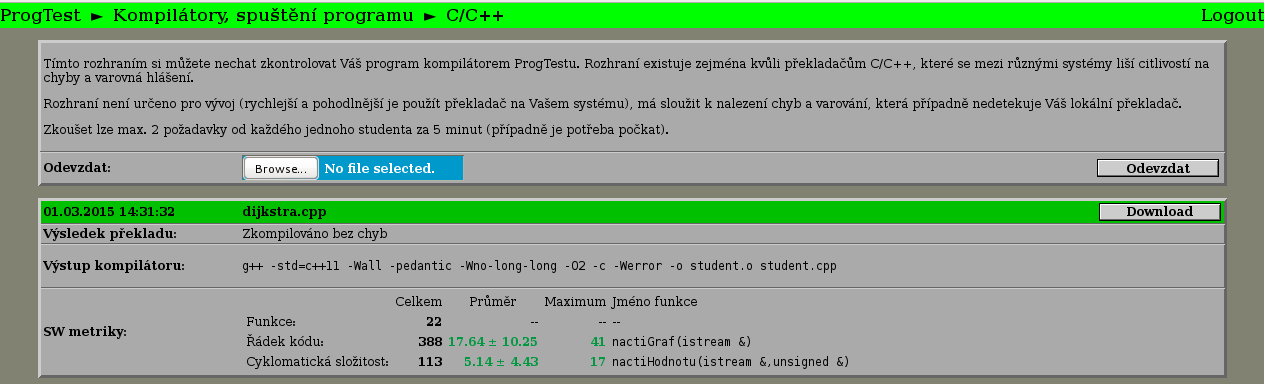 ProgTest ► Kompilátory, spuštění programu ► C/C++ Logout
Tímto rozhraním si můžete nechat zkontrolovat Váš program kompilátorem ProgTestu. Rozhraní existuje zejména kvůli překladačům C/C++, které se mezi různými systémy liší citlivostí na
chyby a varovná hlášení.
Rozhraní není určeno pro vývoj (rychlejší a pohodlnější je použít překladač na Vašem systému), má sloužit k nalezení chyb a varování, která případně nedetekuje Váš lokální překladač.
Zkoušet lze max. 2 požadavky od každého jednoho studenta za 5 minut (případně je potřeba počkat).
Odevzdat: Browse... No file selected. Odevzdat
01.03.2015 14:31:32 dijkstra.cpp Download
Výsledek překladu: Zkompilováno bez chyb
Výstup kompilátoru: g++ -std=c++11 -Wall -pedantic -Wno-long-long -O2 -c -Werror -o student.o student.cpp
SW metriky:
Celkem Průměr Maximum Jméno funkce
Funkce: 22 -- -- --
Řádek kódu: 388 17.64 ± 10.25 41 nactiGraf(istream &)
Cyklomatická složitost: 113 5.14 ± 4.43 17 nactiHodnotu(istream &,unsigned &)